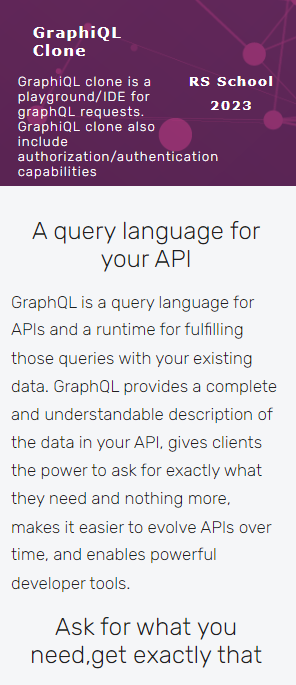 GraphiQL
Clone
GraphiQL clone is a
playground/IDE for
graphQL requests.
GraphiQL clone also
include
authorization/authentication
capabilities
RS School
2023
A query language for
your API
GraphQL is a query language for
APIs and a runtime for fulfilling
those queries with your existing
data. GraphQL provides a complete
and understandable description of
the data in your API, gives clients
the power to ask for exactly what
they need and nothing more,
makes it easier to evolve APIs over
time, and enables powerful
developer tools.
Ask for what you
need,get exactly that